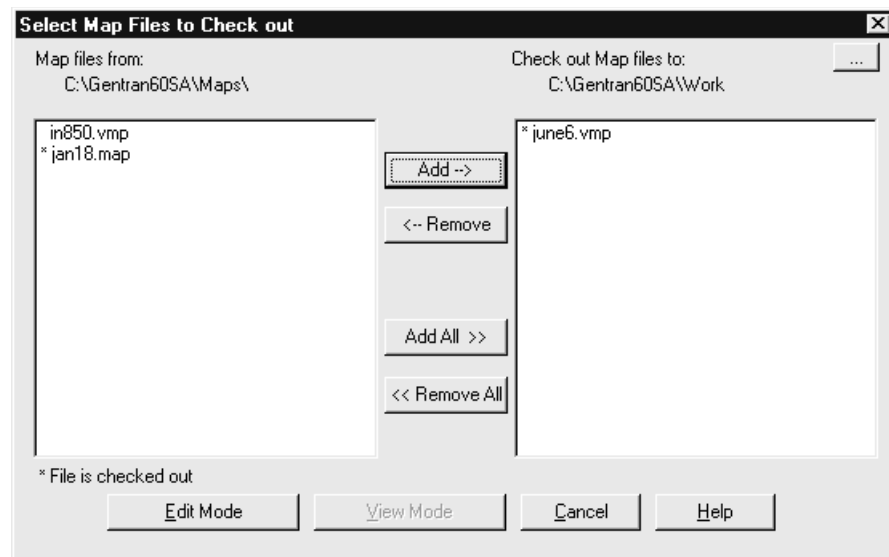 Select Map Files to Check out
Map files from:
C:\Gentran60SA\Maps\
Check out Map files to:
C:\Gentran60SA\Work
...
in850.vmp
* jan18.map
Add -->
<-- Remove
Add All >>
<< Remove All
* june6.vmp
* File is checked out
Edit Mode
View Mode
Cancel
Help